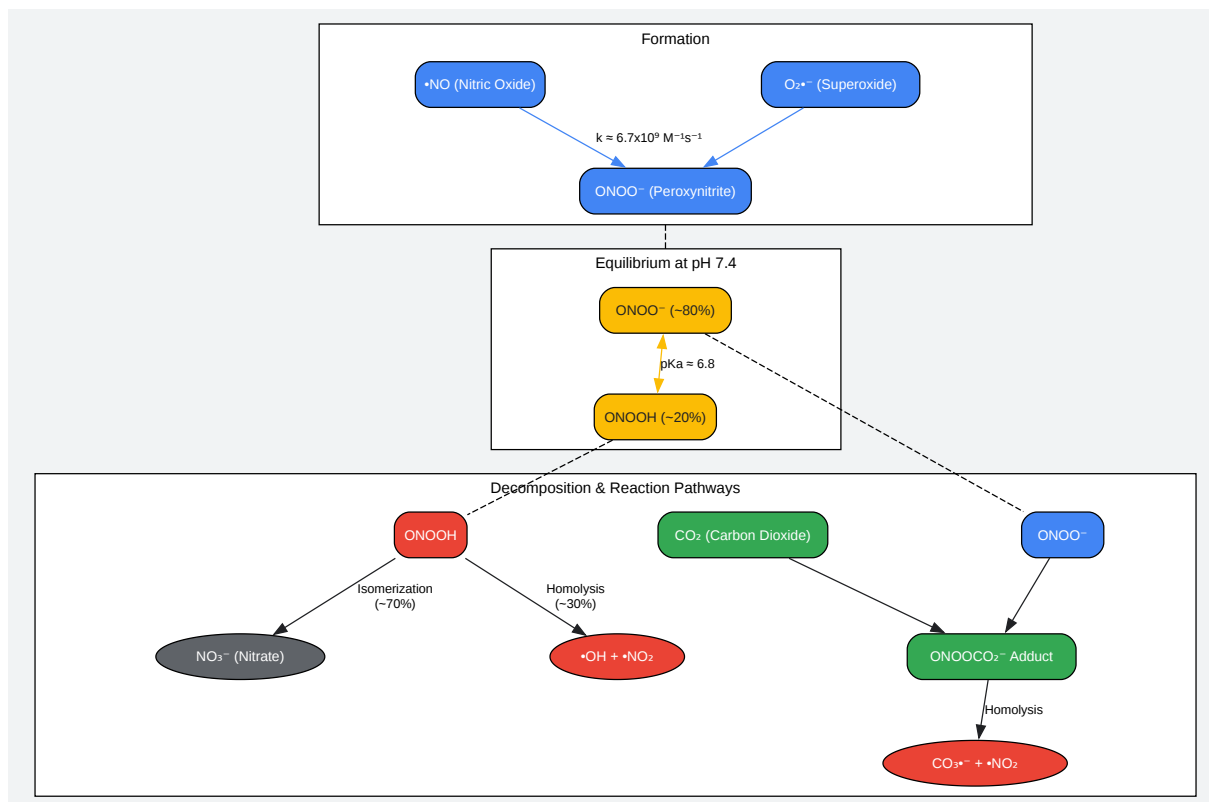 Formation
•NO (Nitric Oxide)
O₂•⁻ (Superoxide)
k ≈ 6.7x10⁹ M⁻¹s⁻¹
ONOO⁻ (Peroxynitrite)
Equilibrium at pH 7.4
ONOO⁻ (~80%)
pKa ≈ 6.8
ONOOH (~20%)
Decomposition & Reaction Pathways
ONOOH
CO₂ (Carbon Dioxide)
ONOO⁻
Isomerization
(~70%)
Homolysis
(~30%)
NO₃⁻ (Nitrate)
•OH + •NO₂
ONOOCO₂⁻ Adduct
Homolysis
CO₃•⁻ + •NO₂